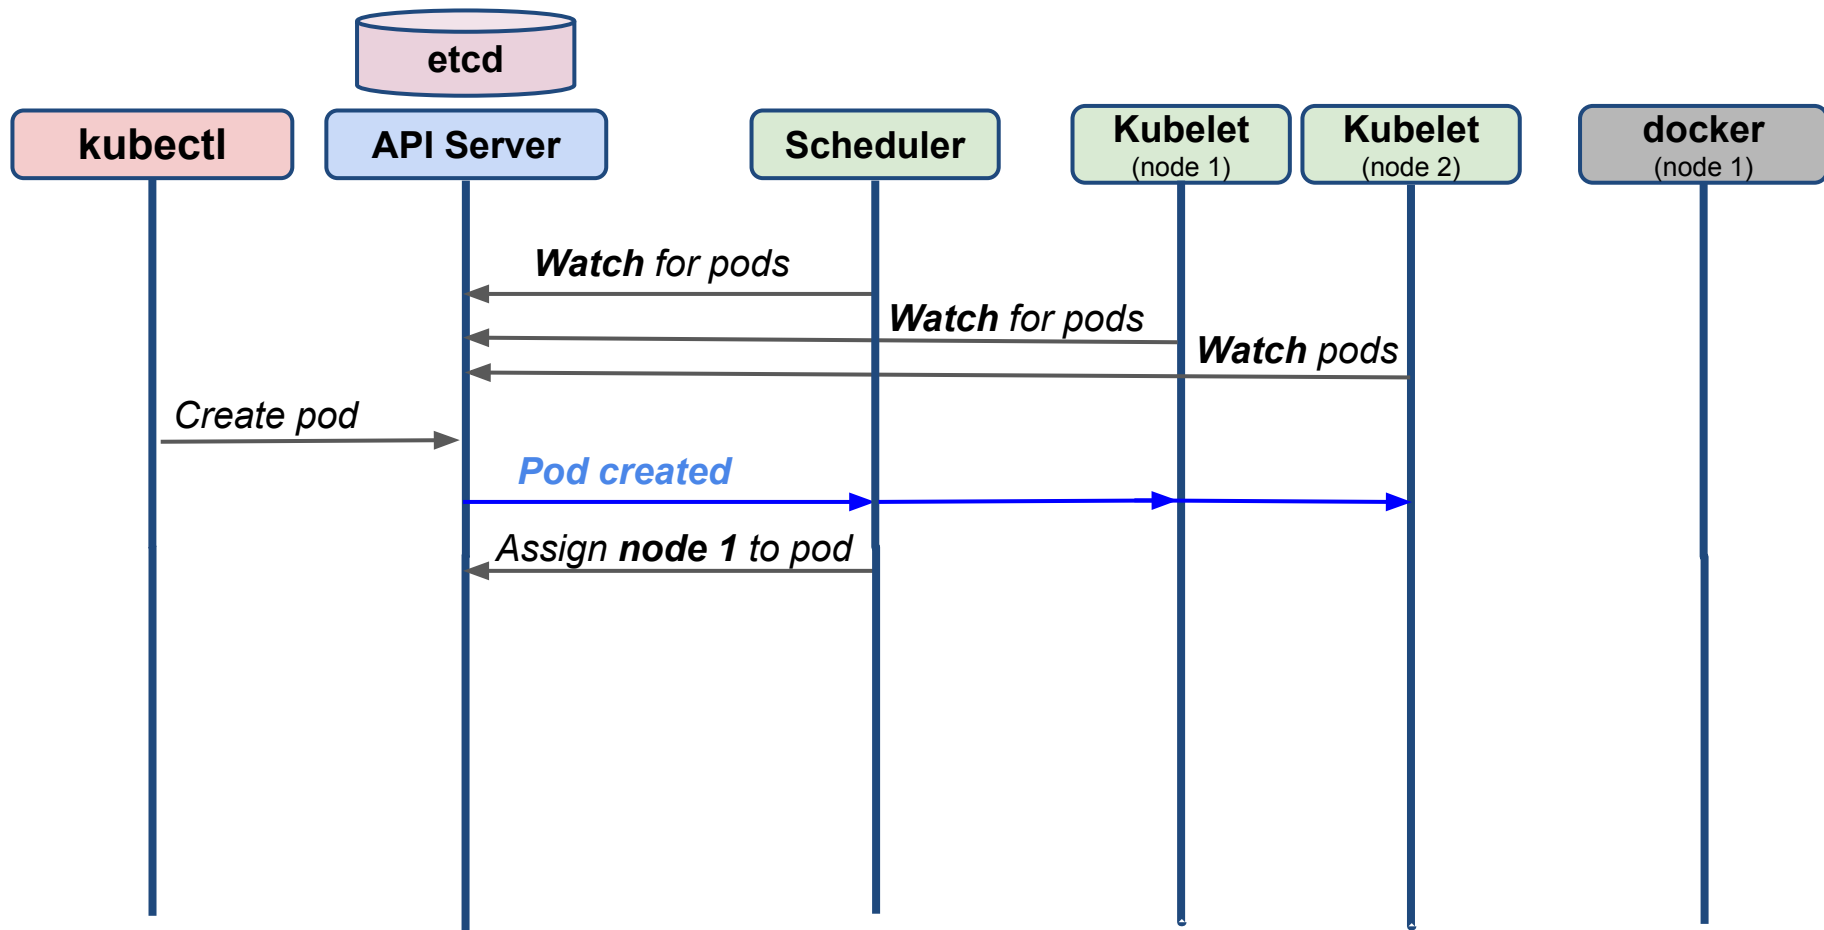 etcd
kubectl
API Server
Scheduler
Kubelet
(node 1)
Kubelet
(node 2)
docker
(node 1)
Watch for pods
Watch for pods
Watch pods
Create pod
Pod created
Assign node 1 to pod